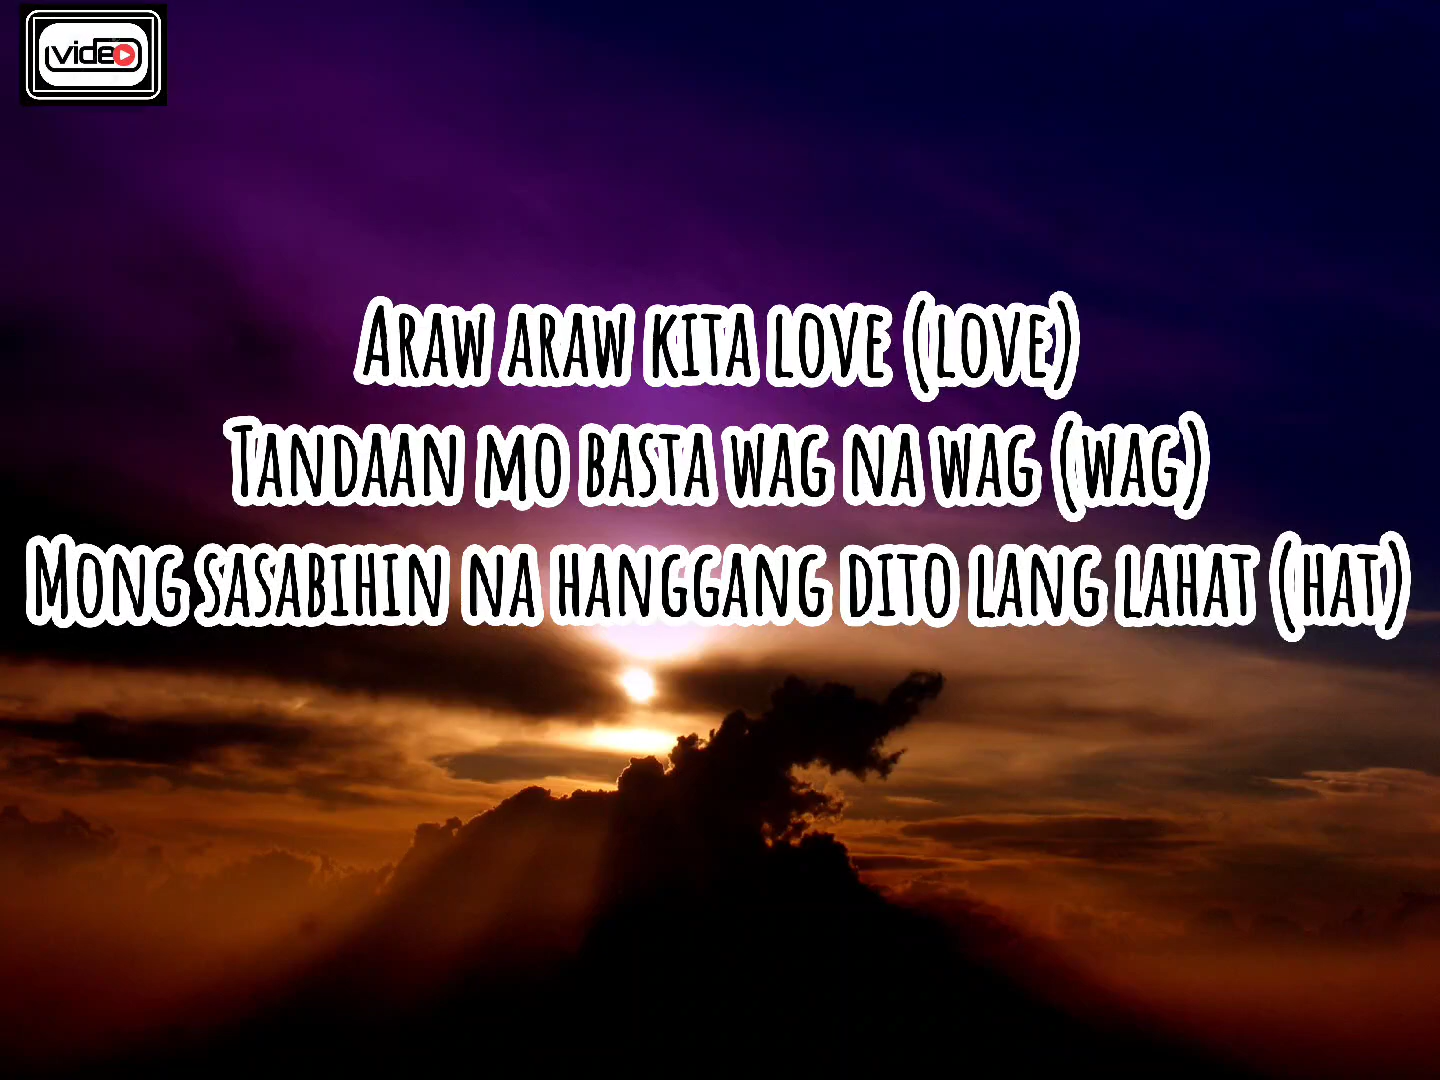 video
Araw araw kita love (love)
Tandaan mo basta wag na wag (wag)
Mong sasabihin na hanggang dito lang lahat (hat)